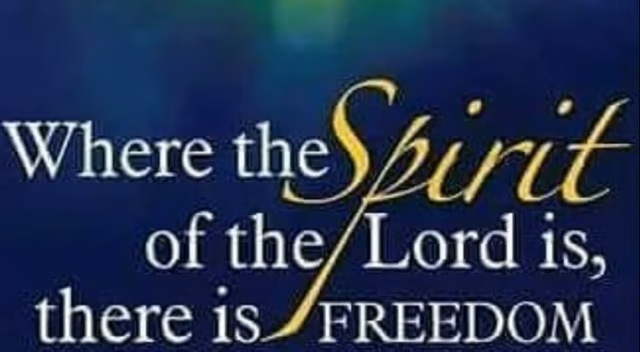 Where the Spirit
of the Lord is,
there is FREEDOM